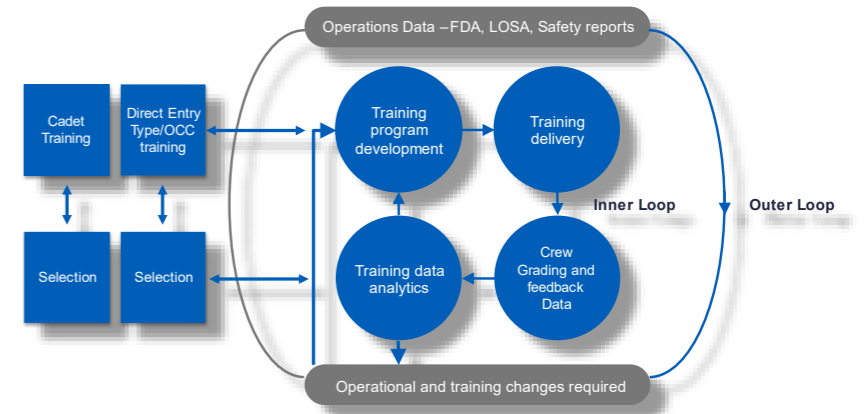 Operations Data –FDA, LOSA, Safety reports
Cadet
Training
Direct Entry
Type/OCC
training
Training
program
development
Training
delivery
Inner Loop
Outer Loop
Selection
Selection
Training data
analytics
Crew
Grading and
feedback
Data
Operational and training changes required